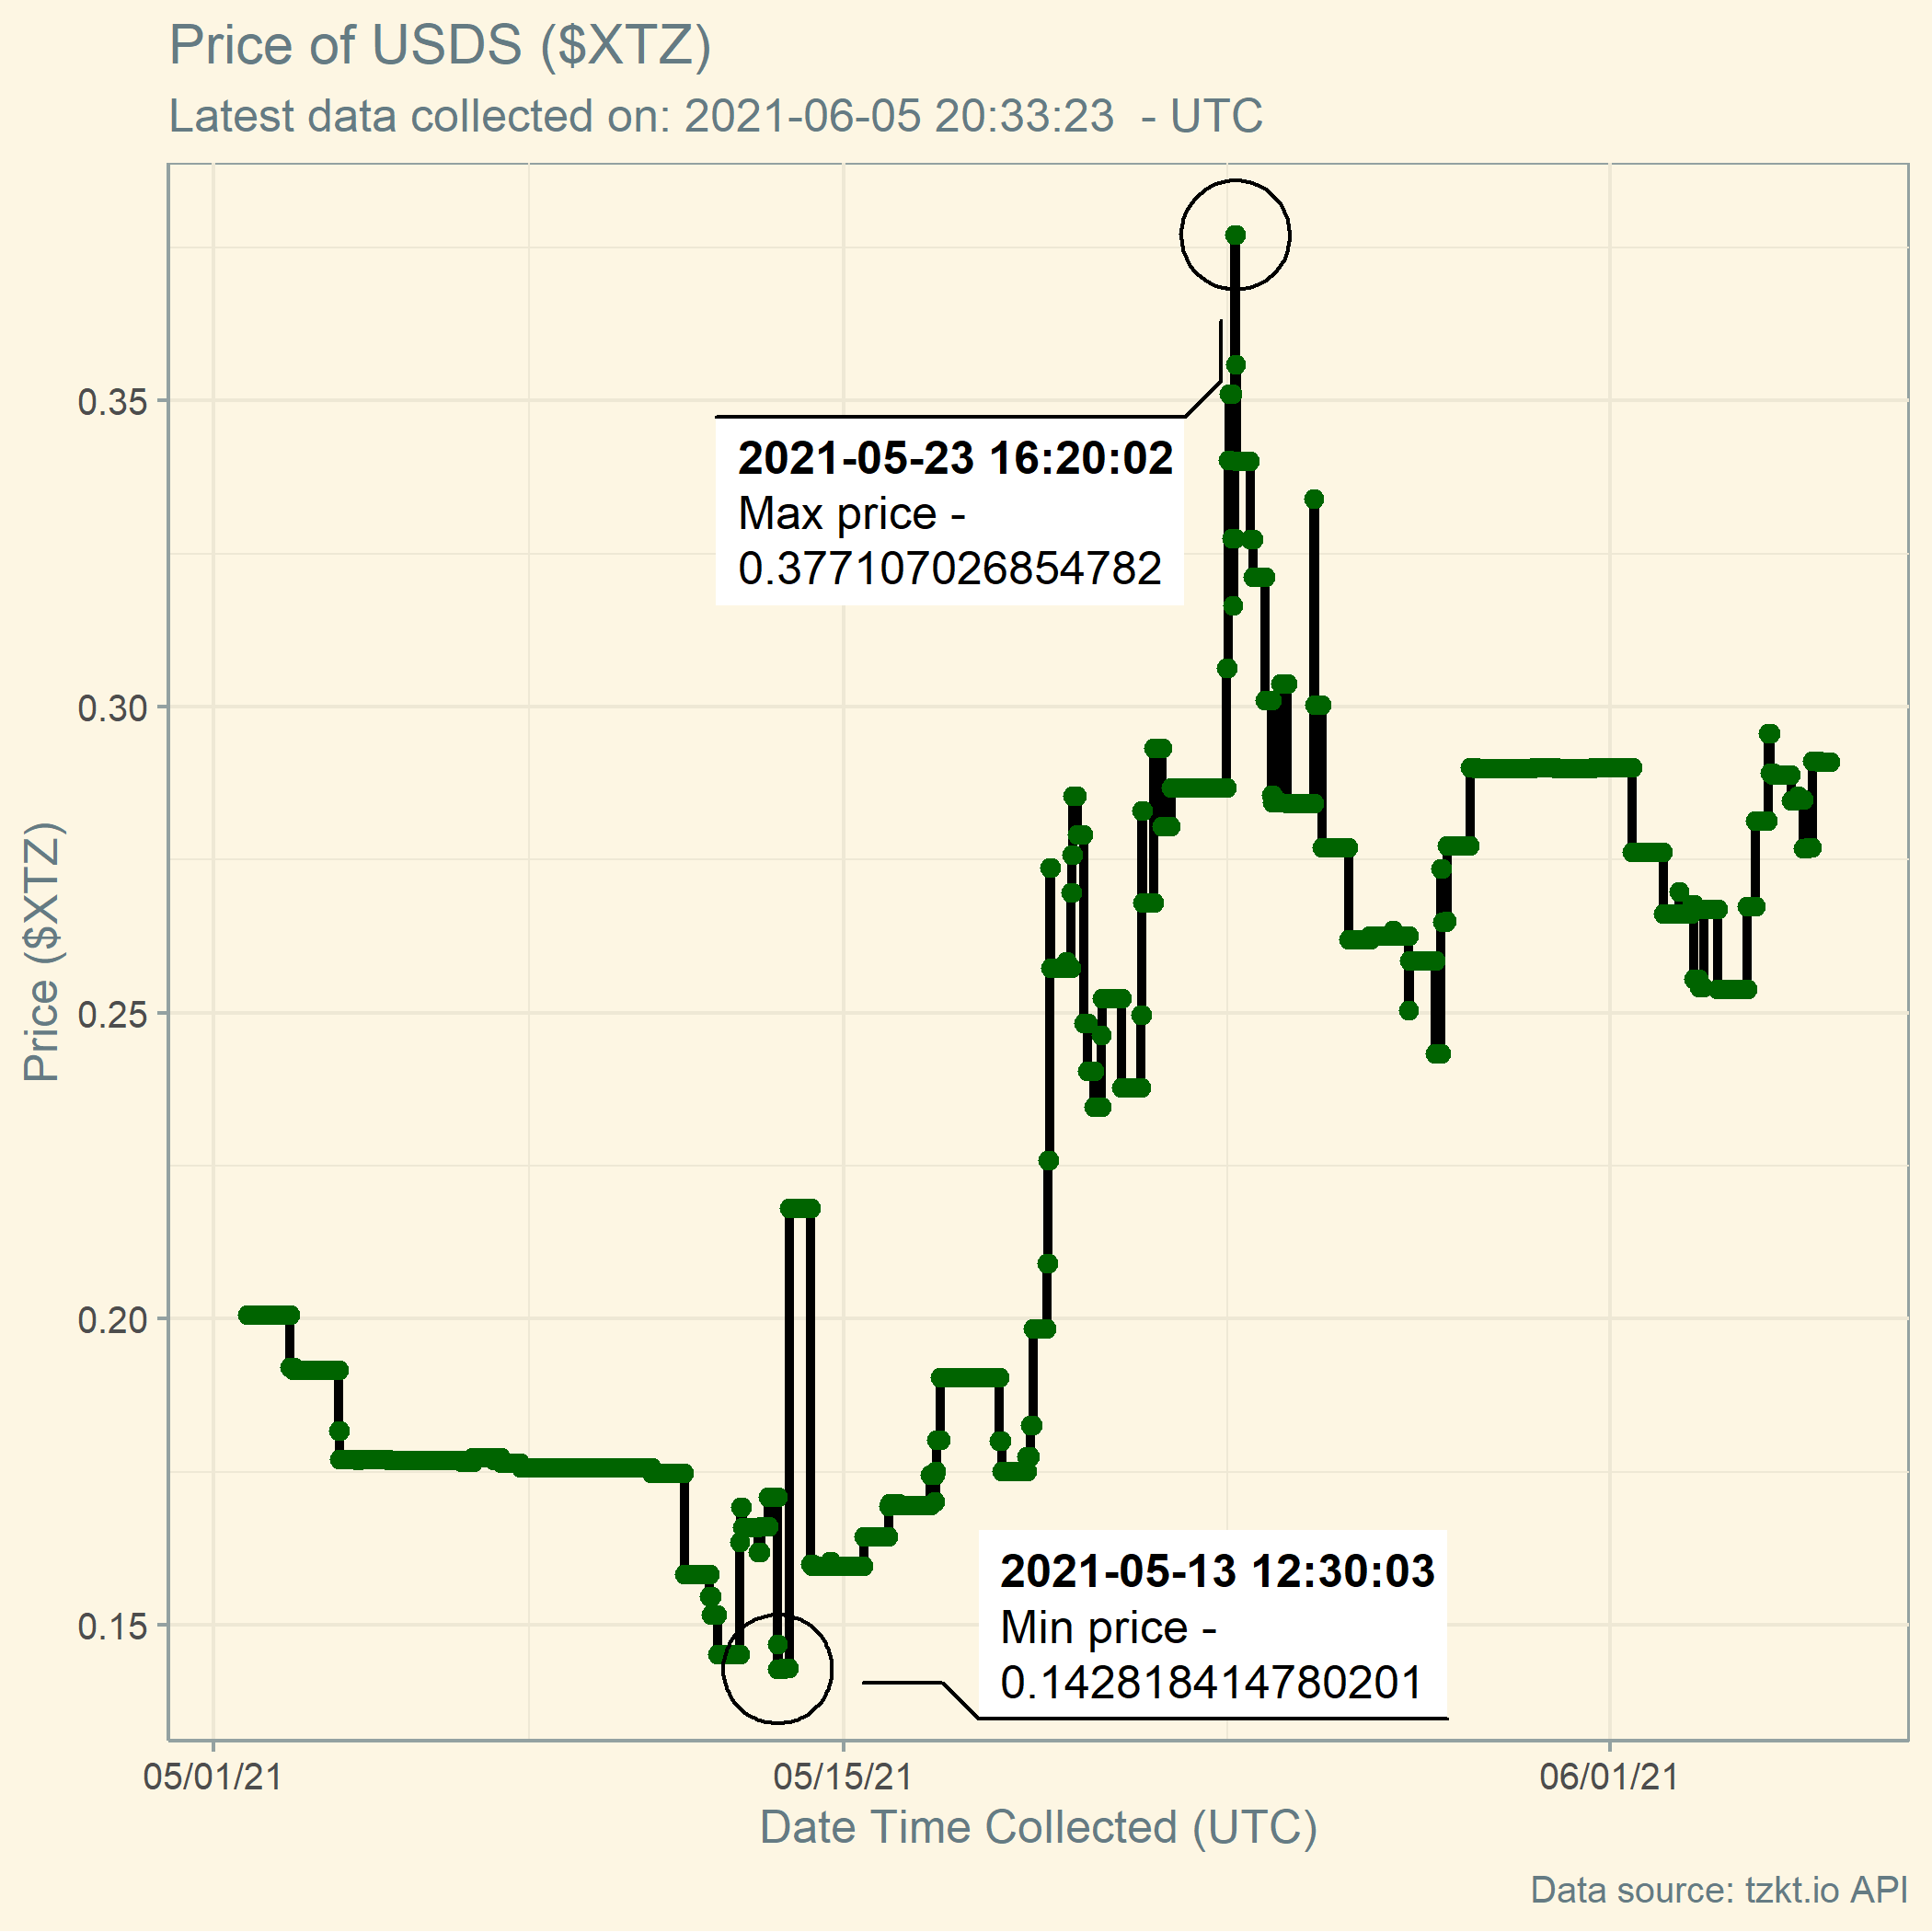 Price of USDS ($XTZ)
Latest data collected on: 2021-06-05 20:33:23  - UTC
Price ($XTZ)
0.35
0.30
0.25
0.20
0.15
2021-05-23 16:20:02
Max price -
0.377107026854782
2021-05-13 12:30:03
Min price -
0.142818414780201
05/01/21
05/15/21
06/01/21
Date Time Collected (UTC)
Data source: tzkt.io API